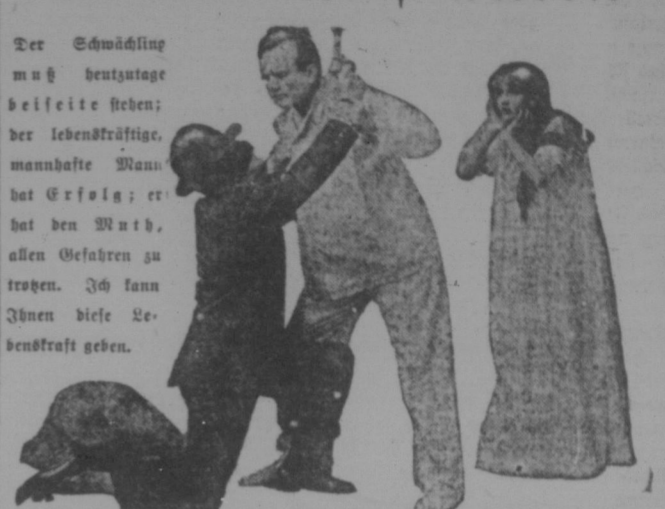 Der Schwächling
muß heutzutage
beiseite stehen;
der lebenskräftige,
mannhafte Mann
hat Erfolg; er
hat den Muth,
allen Gefahren zu
trotzen. Ich kann
Ihnen diese Le-
benskraft geben.